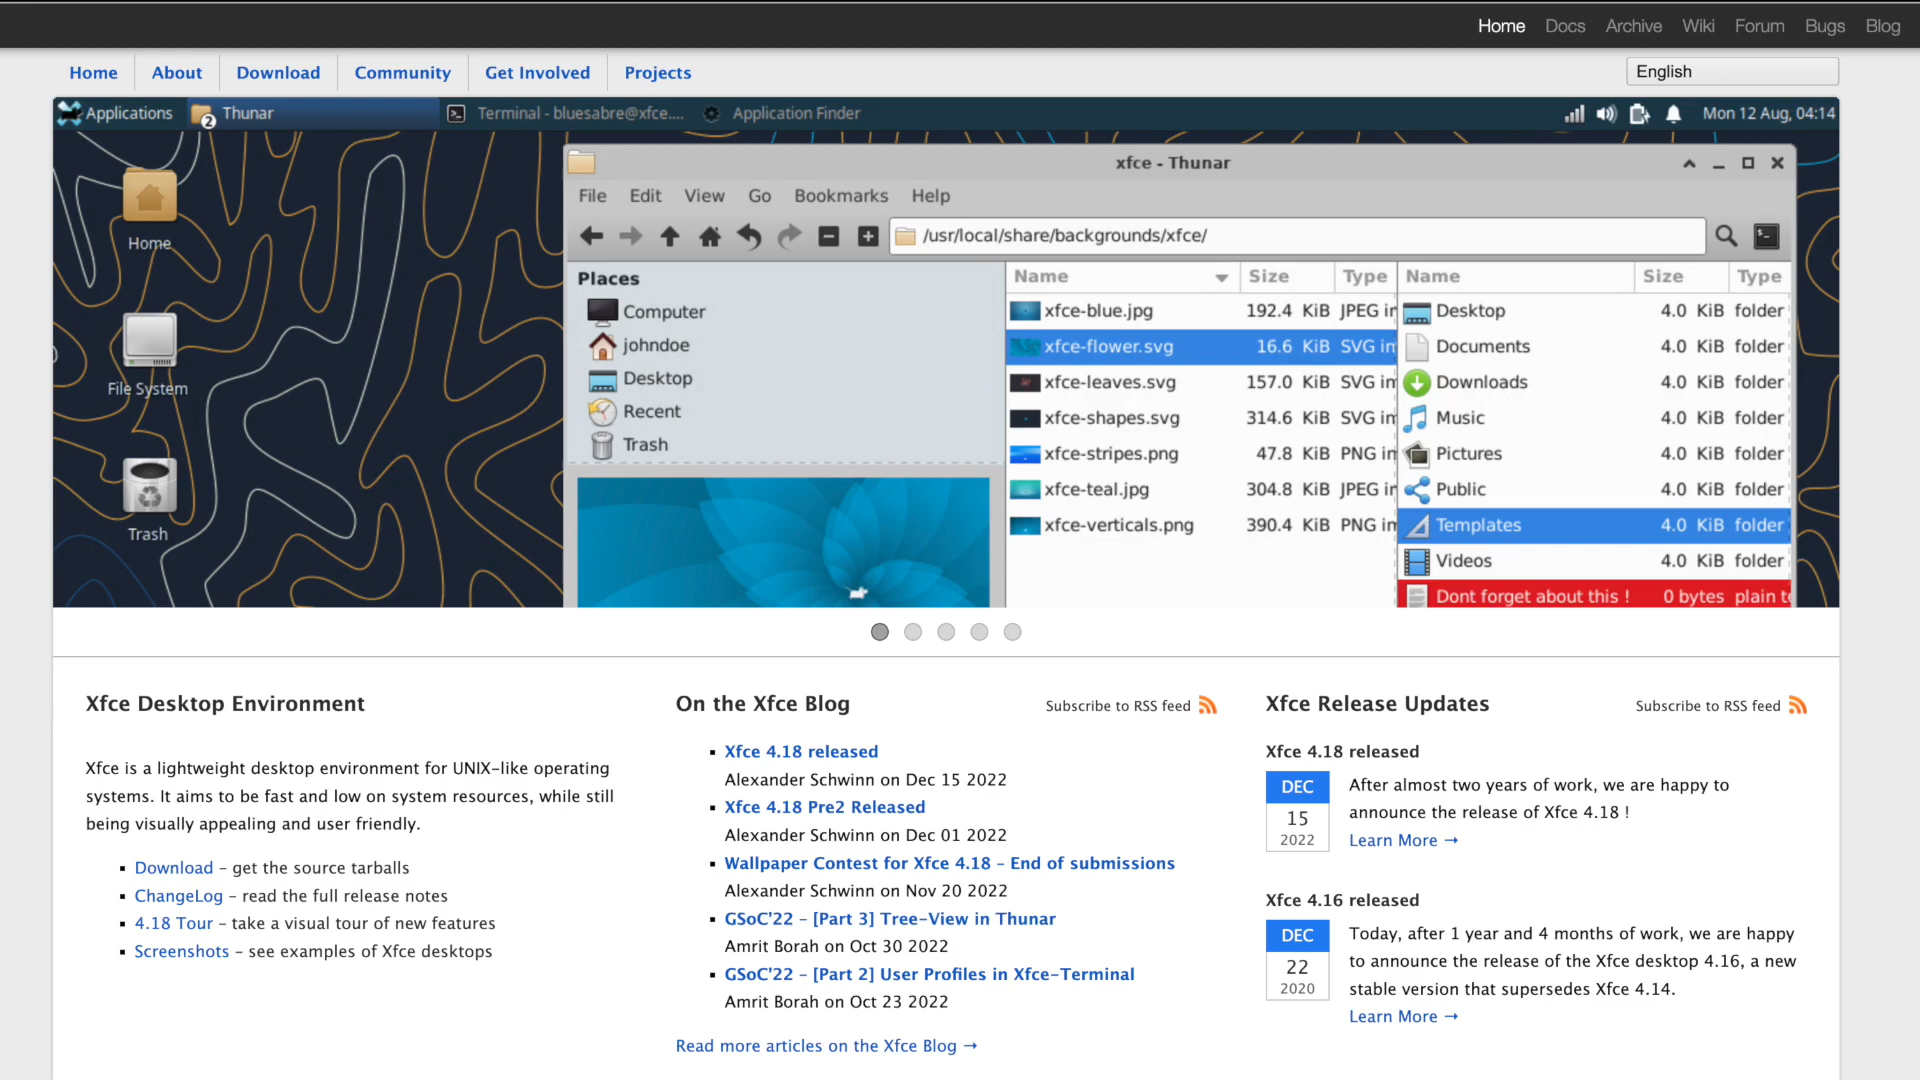 Home Docs Archive Wiki Forum Bugs Blog
Home About Download Community Get Involved Projects
English
Applications 2 Thunar Terminal - bluesabre@xfce.... Application Finder Mon 12 Aug, 04:14
Home
File System
Trash
xfce - Thunar
File Edit View Go Bookmarks Help
/usr/local/share/backgrounds/xfce/
Places
Computer
johndoe
Desktop
Recent
Trash
Name Size Type
xfce-blue.jpg 192.4 KiB JPEG im
xfce-flower.svg 16.6 KiB SVG im
xfce-leaves.svg 157.0 KiB SVG im
xfce-shapes.svg 314.6 KiB SVG im
xfce-stripes.png 47.8 KiB PNG im
xfce-teal.jpg 304.8 KiB JPEG im
xfce-verticals.png 390.4 KiB PNG im
Name Size Type
Desktop 4.0 KiB folder
Documents 4.0 KiB folder
Downloads 4.0 KiB folder
Music 4.0 KiB folder
Pictures 4.0 KiB folder
Public 4.0 KiB folder
Templates 4.0 KiB folder
Videos 4.0 KiB folder
Dont forget about this ! 0 bytes plain te
Xfce Desktop Environment
Xfce is a lightweight desktop environment for UNIX-like operating
systems. It aims to be fast and low on system resources, while still
being visually appealing and user friendly.
▪ Download – get the source tarballs
▪ ChangeLog – read the full release notes
▪ 4.18 Tour – take a visual tour of new features
▪ Screenshots – see examples of Xfce desktops
On the Xfce Blog Subscribe to RSS feed
▪ Xfce 4.18 released
Alexander Schwinn on Dec 15 2022
▪ Xfce 4.18 Pre2 Released
Alexander Schwinn on Dec 01 2022
▪ Wallpaper Contest for Xfce 4.18 – End of submissions
Alexander Schwinn on Nov 20 2022
▪ GSoC'22 – [Part 3] Tree-View in Thunar
Amrit Borah on Oct 30 2022
▪ GSoC'22 – [Part 2] User Profiles in Xfce-Terminal
Amrit Borah on Oct 23 2022
Read more articles on the Xfce Blog →
Xfce Release Updates Subscribe to RSS feed
Xfce 4.18 released
DEC
15
2022
After almost two years of work, we are happy to
announce the release of Xfce 4.18 !
Learn More →
Xfce 4.16 released
DEC
22
2020
Today, after 1 year and 4 months of work, we are happy
to announce the release of the Xfce desktop 4.16, a new
stable version that supersedes Xfce 4.14.
Learn More →